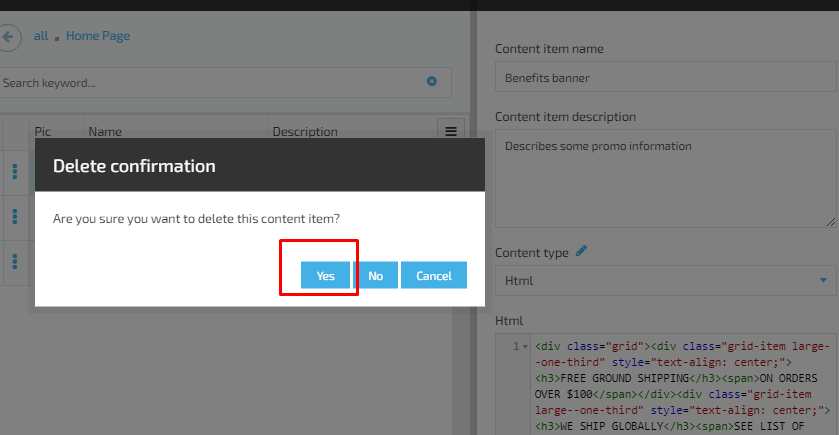 all . Home Page
Search keyword...
Pic Name Description
Delete confirmation
Are you sure you want to delete this content item?
Yes No Cancel
Content item name
Benefits banner
Content item description
Describes some promo information
Content type
Html
Html
1 <div class="grid"><div class="grid-item large-
-one-third" style="text-align: center;">
<h3>FREE GROUND SHIPPING</h3><span>ON ORDERS
OVER $100</span></div><div class="grid-item
large--one-third" style="text-align: center;">
<h3>WE SHIP GLOBALLY</h3><span>SEE LIST OF